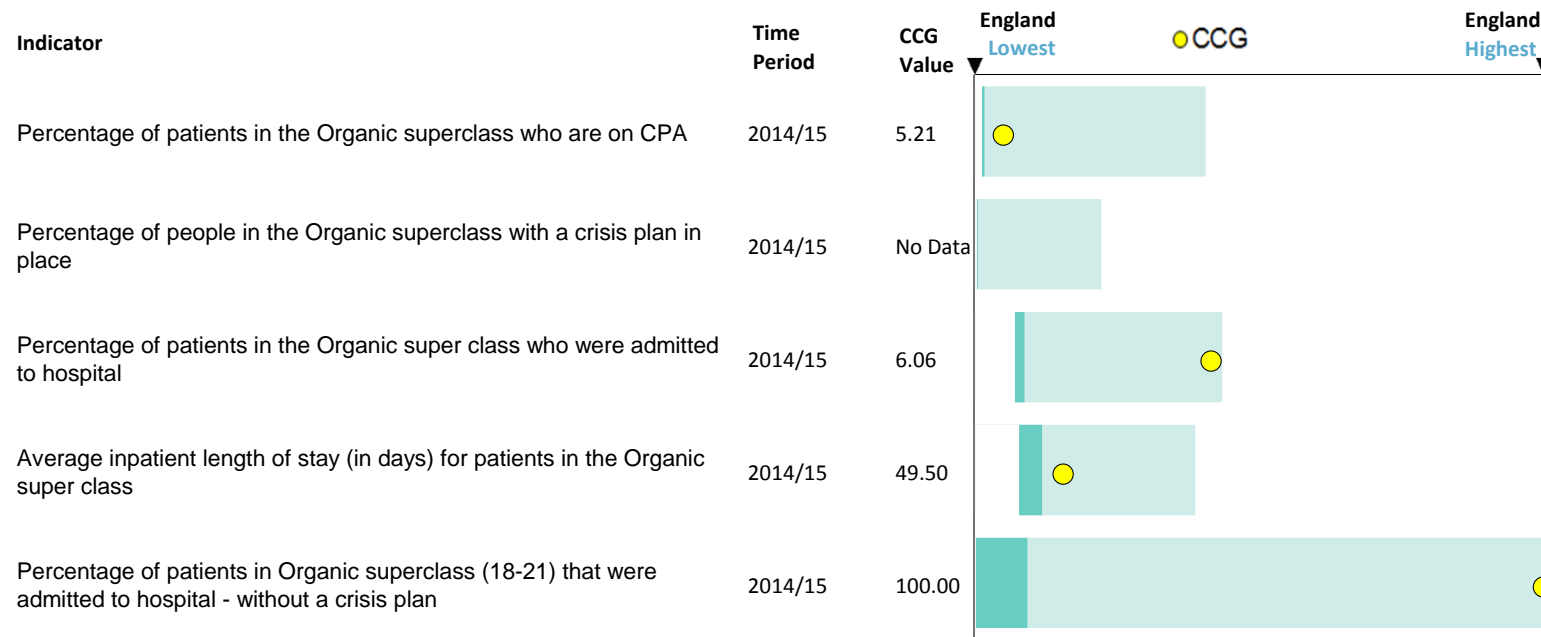 Indicator
Time
Period
CCG
Value
England
Lowest
CCG
England
Highest
Percentage of patients in the Organic superclass who are on CPA
2014/15
5.21
Percentage of people in the Organic superclass with a crisis plan in
place
2014/15
No Data
Percentage of patients in the Organic super class who were admitted
to hospital
2014/15
6.06
Average inpatient length of stay (in days) for patients in the Organic
super class
2014/15
49.50
Percentage of patients in Organic superclass (18-21) that were
admitted to hospital - without a crisis plan
2014/15
100.00